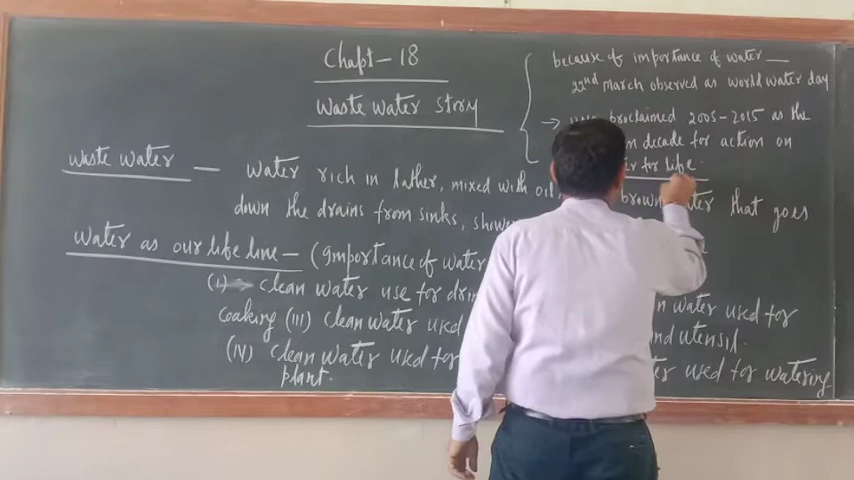 Chapt - 18
Waste water story
because of importance of water —
22nd March observed as world water day
→ proclaimed 2005-2015 as the
decade for action on
for life.
Waste water — water rich in lather, mixed with oil brown water that goes
down the drains from sinks,
Water as our life line - (Importance of water
(I) → clean water use for water used for
Coaking (III) clean water used and utensil.
(IV) clean water used for used for watering
plant.